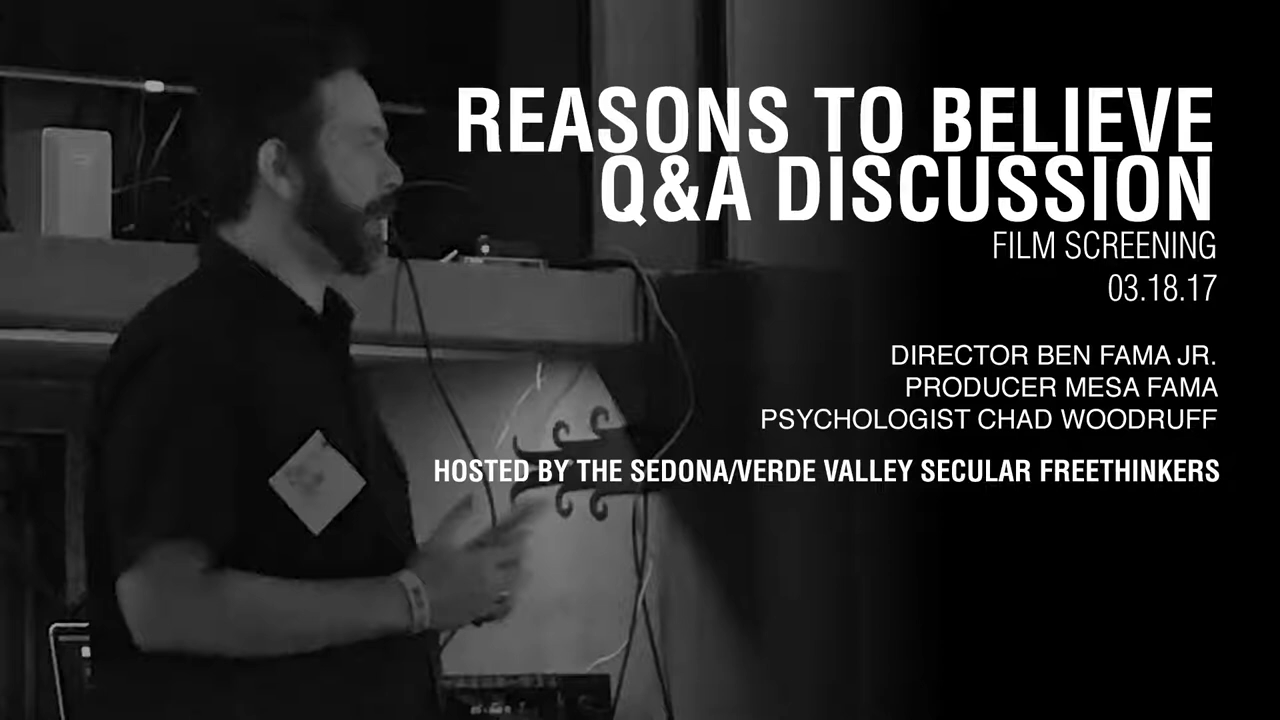 REASONS TO BELIEVE
Q&A DISCUSSION
FILM SCREENING
03.18.17
DIRECTOR BEN FAMA JR.
PRODUCER MESA FAMA
PSYCHOLOGIST CHAD WOODRUFF
HOSTED BY THE SEDONA/VERDE VALLEY SECULAR FREETHINKERS